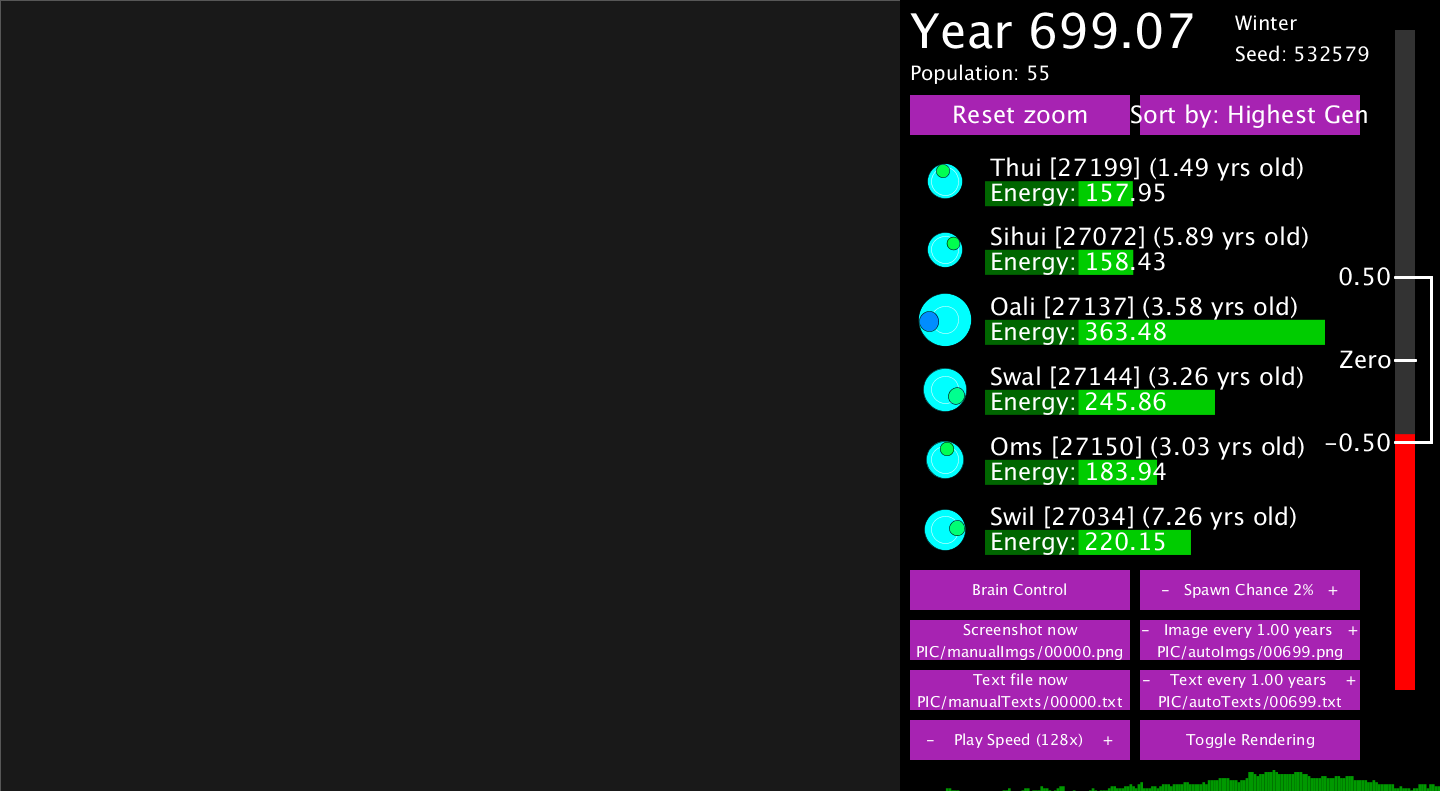 Year 699.07
Winter
Seed: 532579
Population: 55
Reset zoom
Sort by: Highest Gen
Thui [27199] (1.49 yrs old)
Energy: 157.95
Sihui [27072] (5.89 yrs old)
Energy: 158.43
0.50
Oali [27137] (3.58 yrs old)
Energy: 363.48
Zero
Swal [27144] (3.26 yrs old)
Energy: 245.86
Oms [27150] (3.03 yrs old)
-0.50
Energy: 183.94
Swil [27034] (7.26 yrs old)
Energy: 220.15
Brain Control
- Spawn Chance 2% +
Screenshot now
PIC/manualImgs/00000.png
- Image every 1.00 years +
PIC/autoImgs/00699.png
Text file now
PIC/manualTexts/00000.txt
- Text every 1.00 years +
PIC/autoTexts/00699.txt
- Play Speed (128x) +
Toggle Rendering